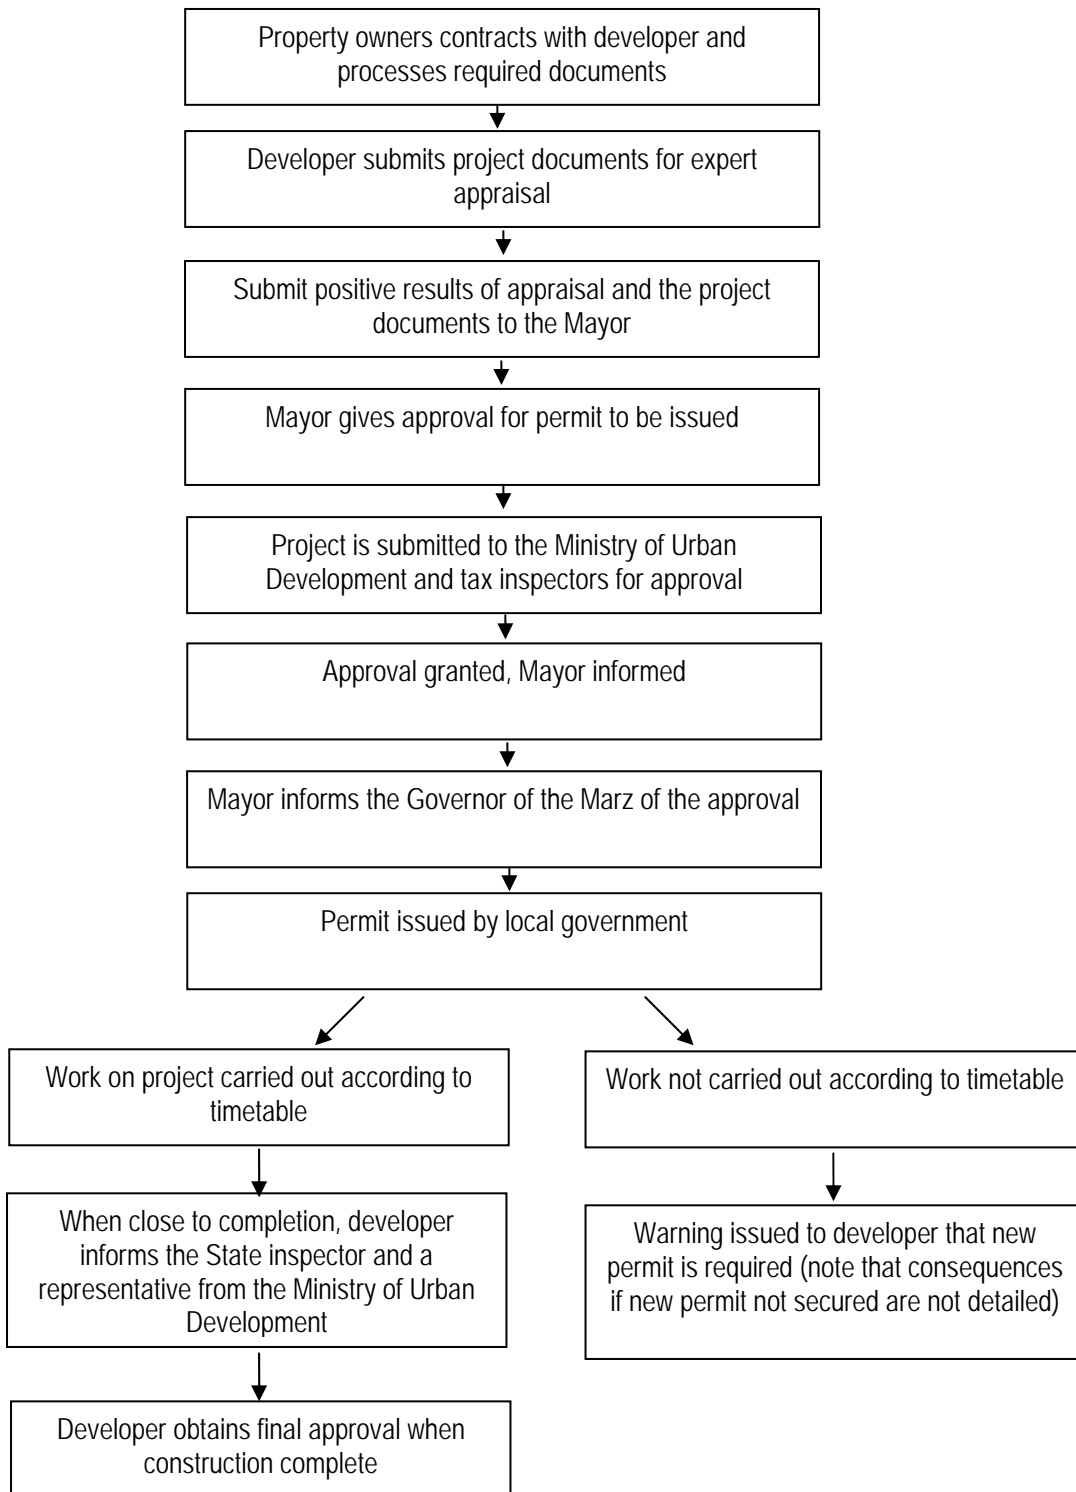 Property owners contracts with developer and
processes required documents
Developer submits project documents for expert
appraisal
Submit positive results of appraisal and the project
documents to the Mayor
Mayor gives approval for permit to be issued
Project is submitted to the Ministry of Urban
Development and tax inspectors for approval
Approval granted, Mayor informed
Mayor informs the Governor of the Marz of the approval
Permit issued by local government
Work on project carried out according to
timetable
Work not carried out according to timetable
When close to completion, developer
informs the State inspector and a
representative from the Ministry of Urban
Development
Warning issued to developer that new
permit is required (note that consequences
if new permit not secured are not detailed)
Developer obtains final approval when
construction complete